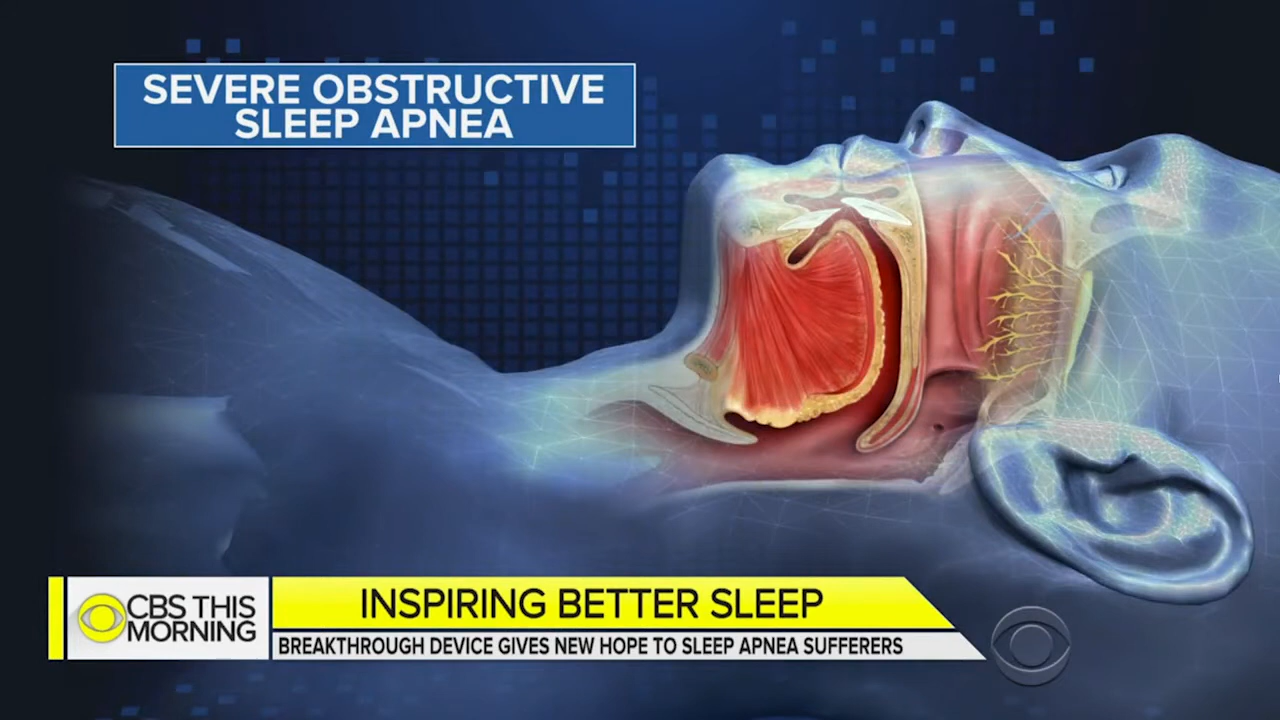 SEVERE OBSTRUCTIVE
SLEEP APNEA
CBS THIS
MORNING
INSPIRING BETTER SLEEP
BREAKTHROUGH DEVICE GIVES NEW HOPE TO SLEEP APNEA SUFFERERS